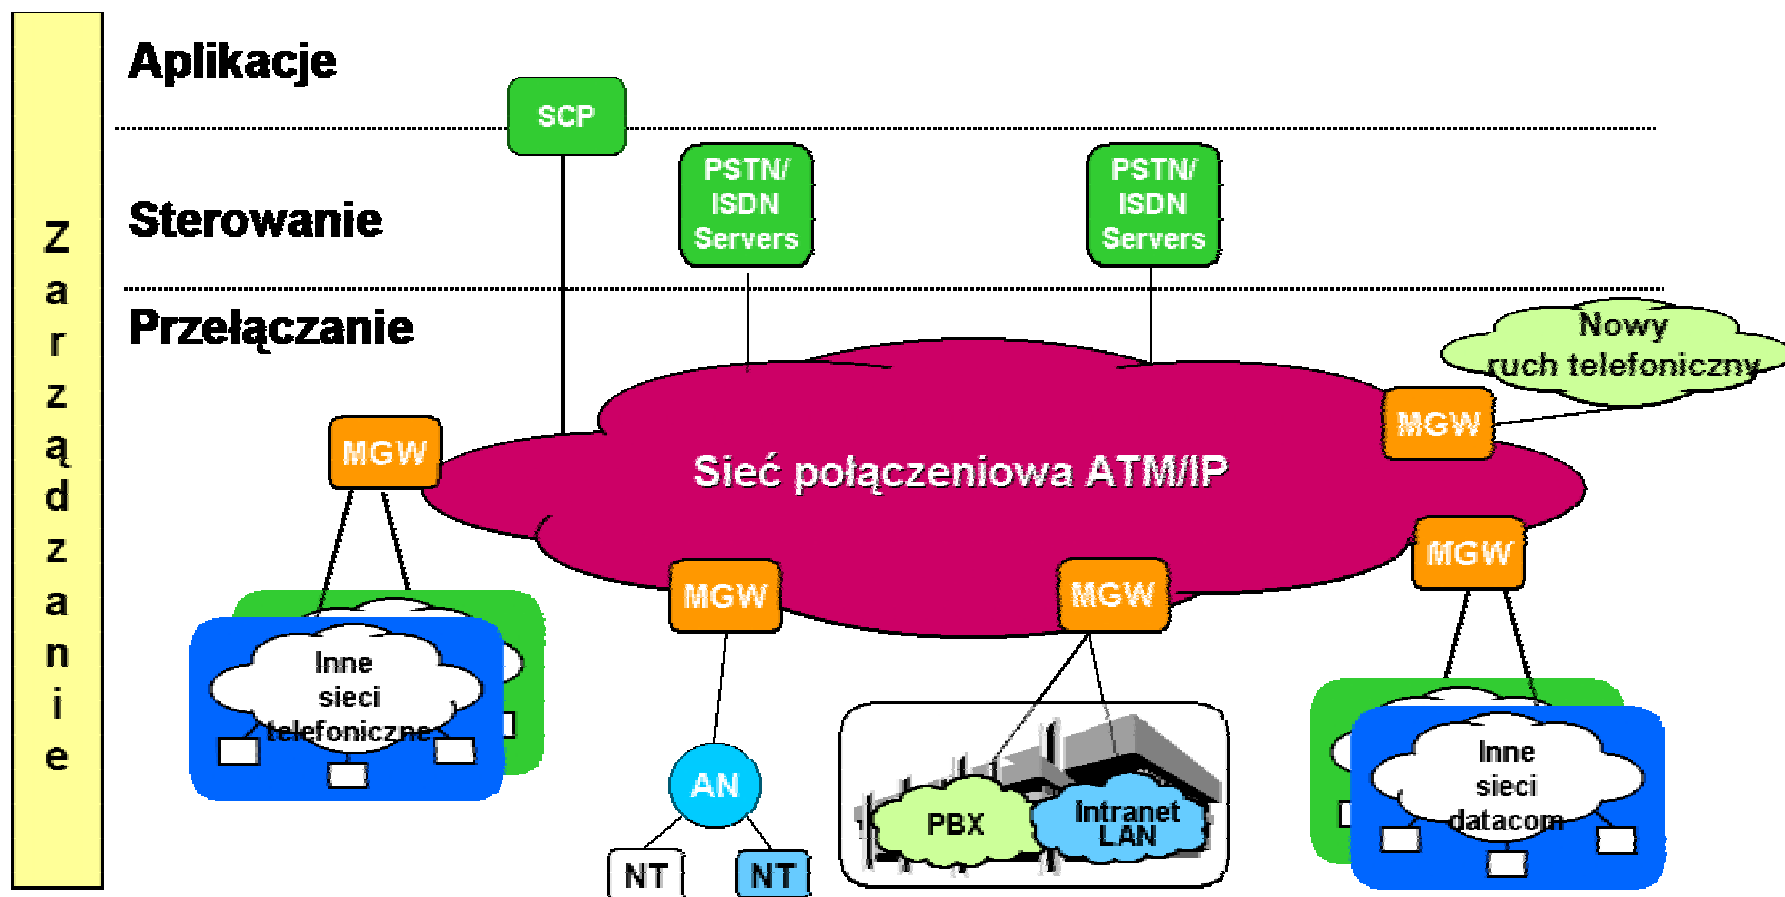 Zarządzanie
Aplikacje
SCP
Sterowanie
PSTN/
ISDN
Servers
PSTN/
ISDN
Servers
Przełączanie
Nowy
ruch telefoniczny
MGW
MGW
Sieć połączeniowa ATM/IP
MGW
MGW
MGW
Inne
sieci
telefoniczne
AN
NT
NT
PBX
Intranet
LAN
Inne
sieci
datacom